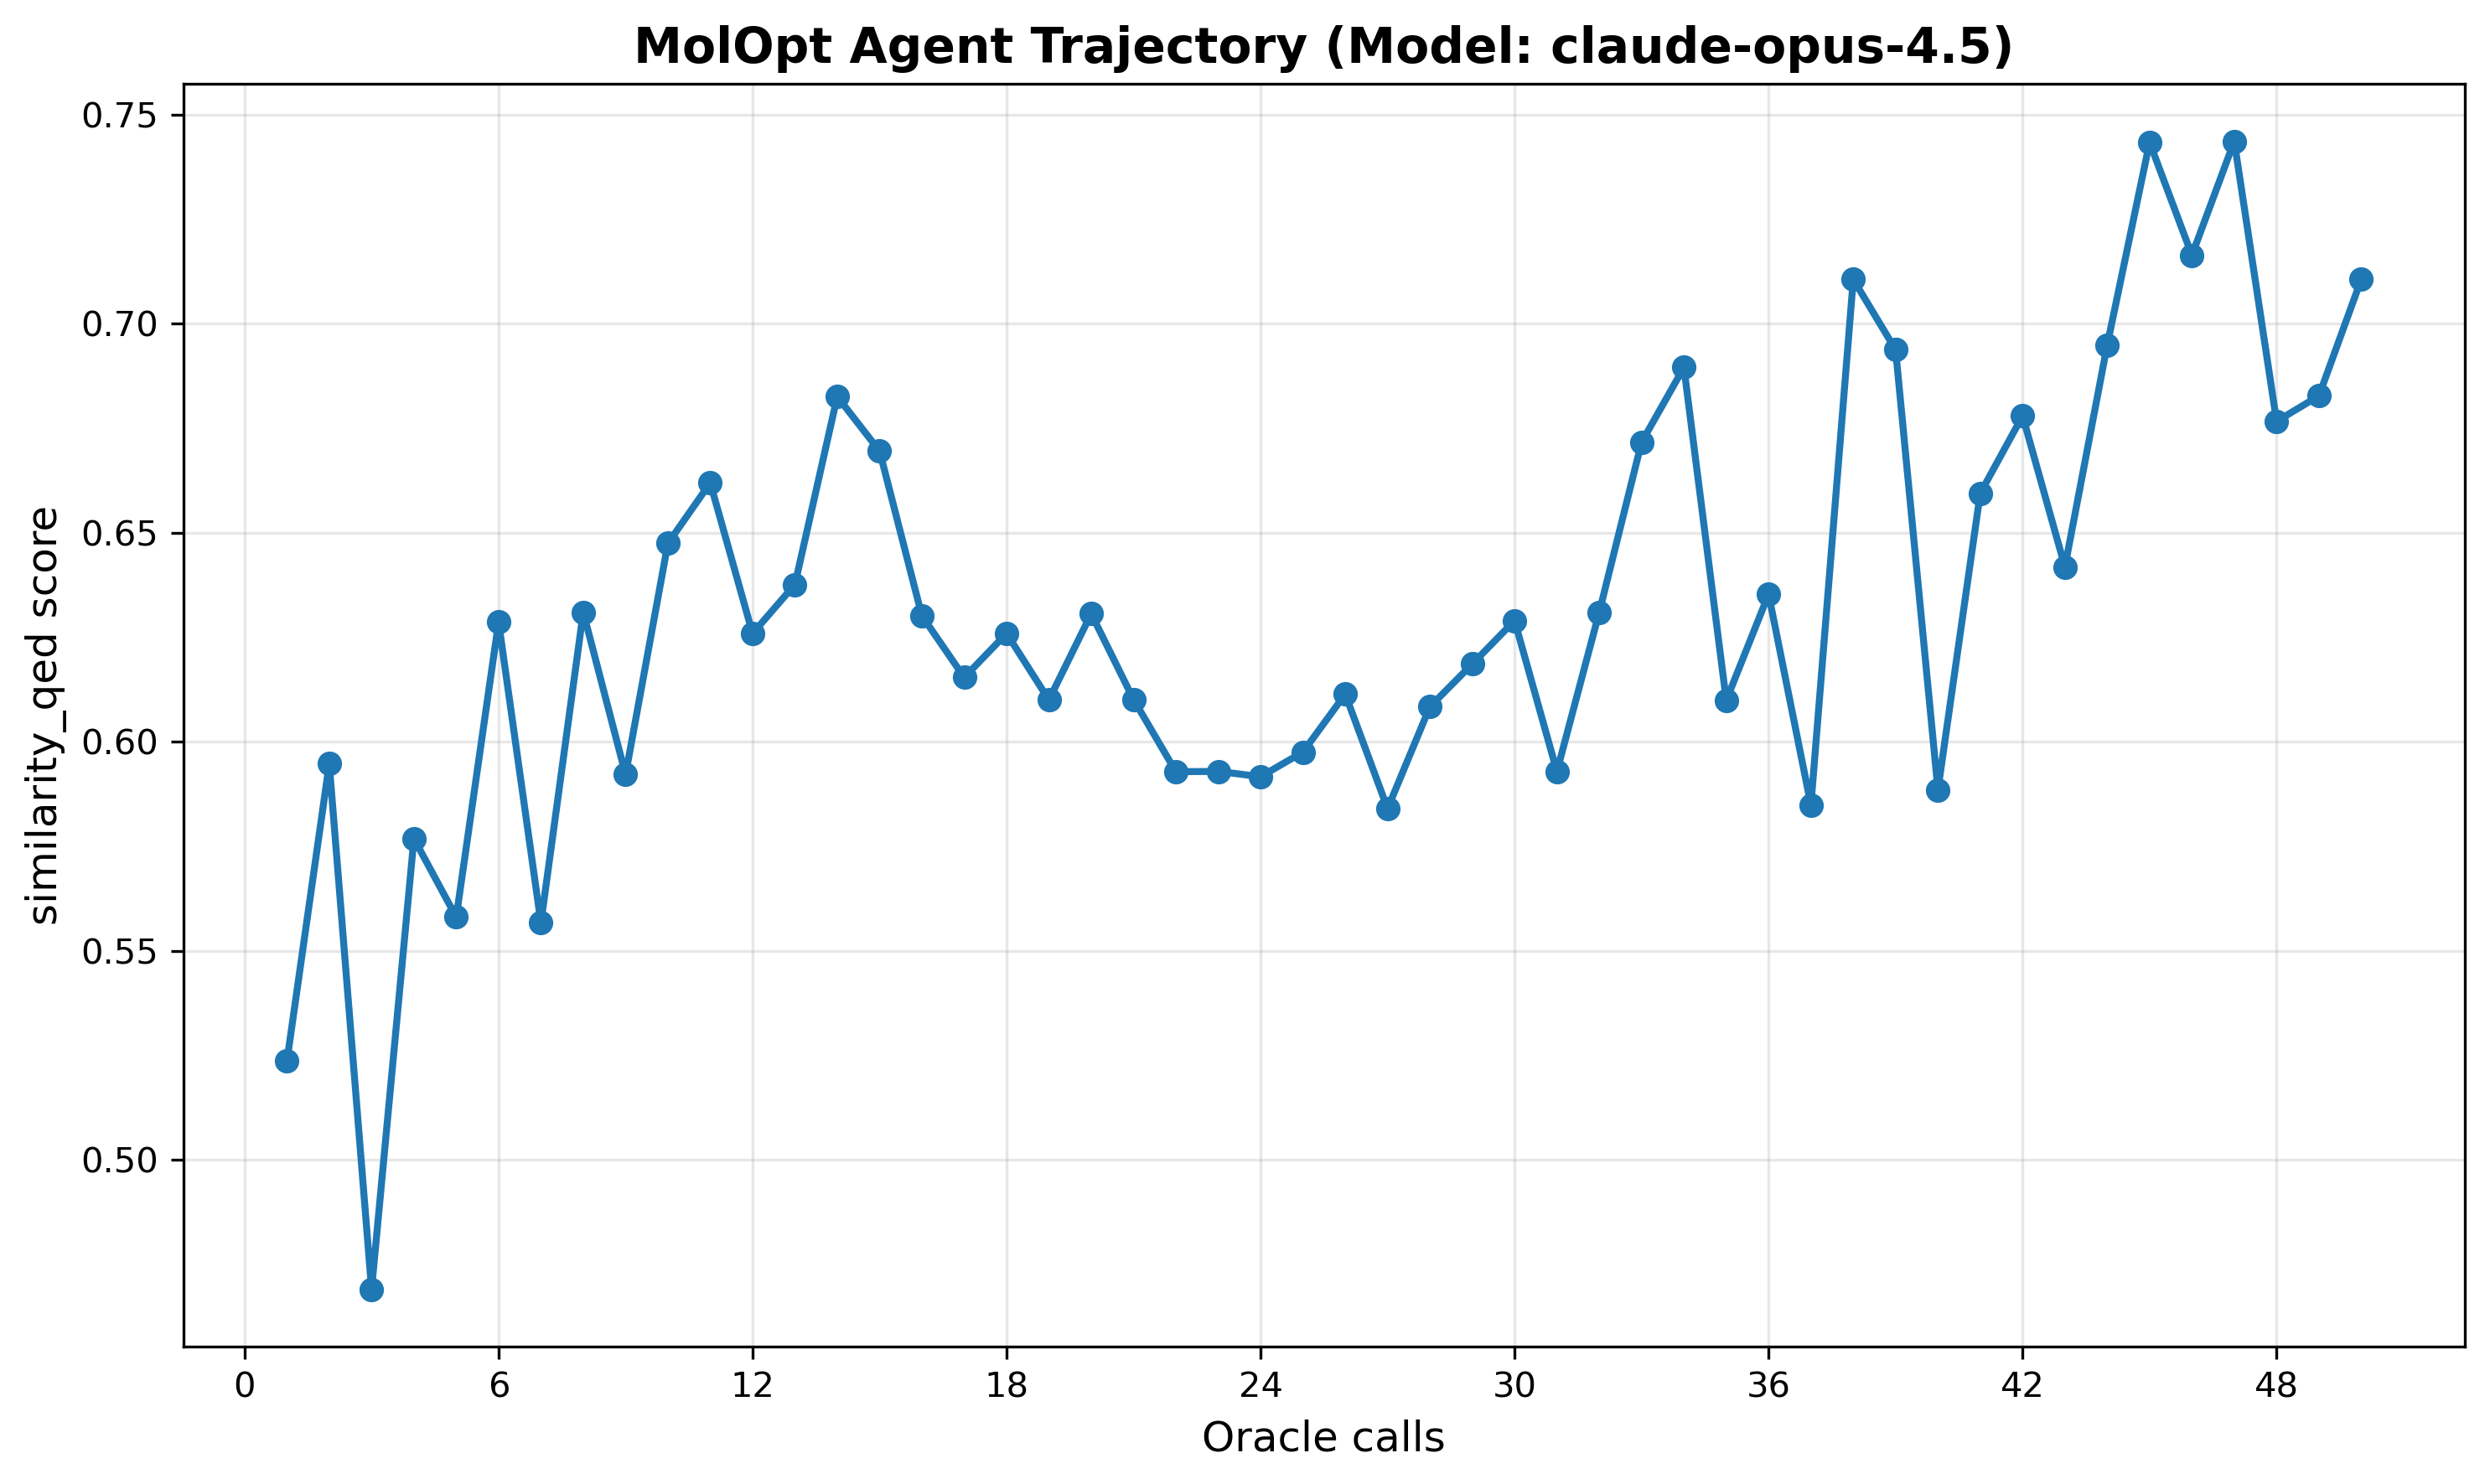 MolOpt Agent Trajectory (Model: claude-opus-4.5)
similarity_qed score
0.75
0.70
0.65
0.60
0.55
0.50
0 6 12 18 24 30 36 42 48
Oracle calls